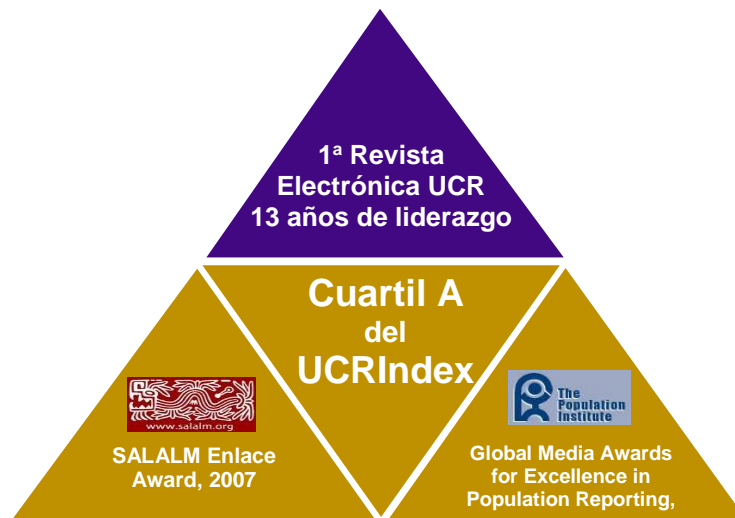 1ª Revista
Electrónica UCR
13 años de liderazgo
Cuartil A
del
UCRIndex
www.salalm.org
SALALM Enlace
Award, 2007
The
Population
Institute
Global Media Awards
for Excellence in
Population Reporting,